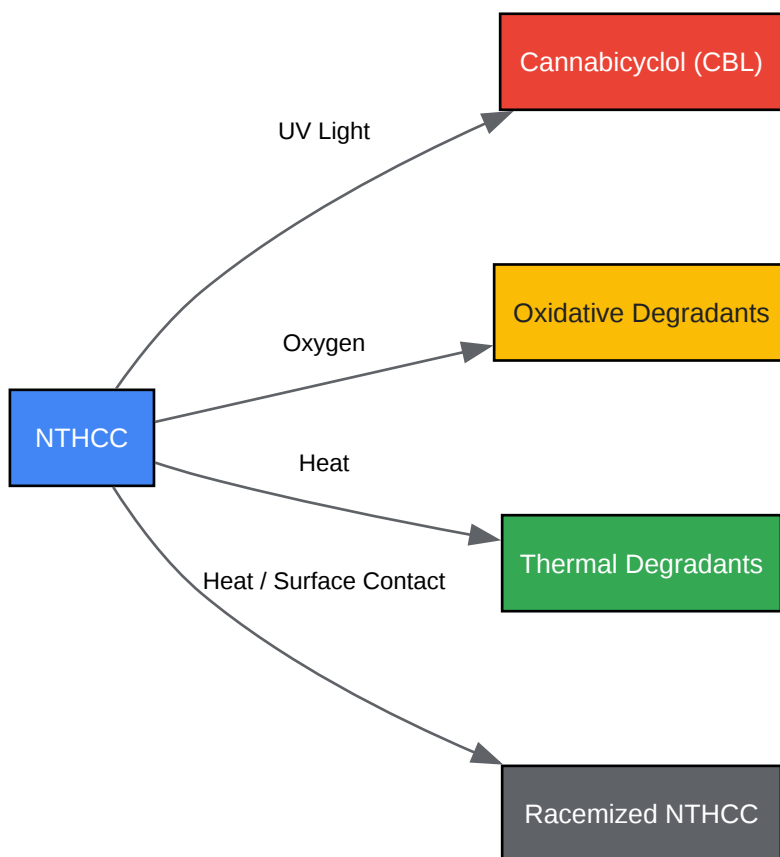 Cannabicyclol (CBL)
UV Light
Oxidative Degradants
Oxygen
NTHCC
Heat
Thermal Degradants
Heat / Surface Contact
Racemized NTHCC